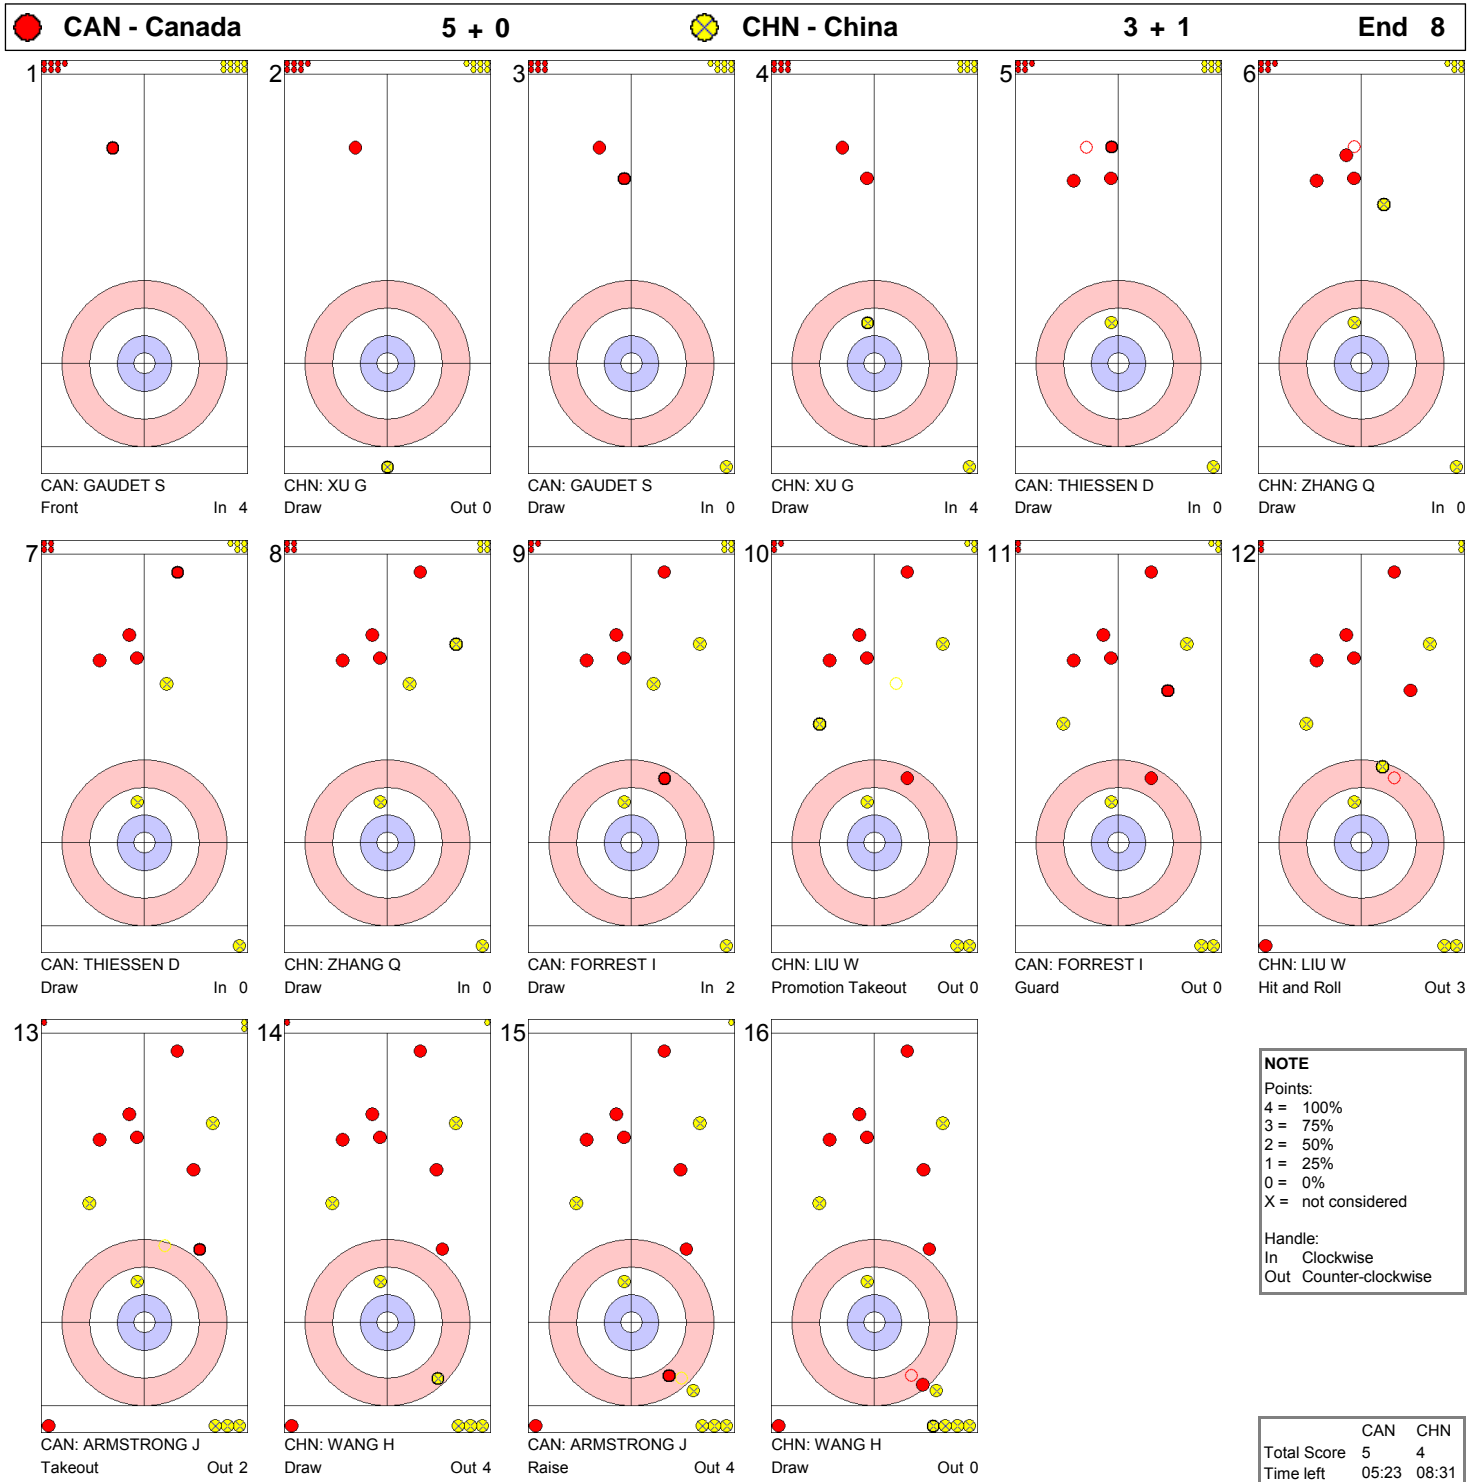 CAN - Canada 5 + 0 CHN - China 3 + 1 End 8
1 2 3 4 5 6
CAN: GAUDET S CHN: XU G CAN: GAUDET S CHN: XU G CAN: THIESSEN D CHN: ZHANG Q
Front In 4 Draw Out 0 Draw In 0 Draw In 4 Draw In 0 Draw In 0
7 8 9 10 11 12
CAN: THIESSEN D CHN: ZHANG Q CAN: FORREST I CHN: LIU W CAN: FORREST I CHN: LIU W
Draw In 0 Draw In 0 Draw In 2 Promotion Takeout Out 0 Guard Out 0 Hit and Roll Out 3
13 14 15 16
CAN: ARMSTRONG J CHN: WANG H CAN: ARMSTRONG J CHN: WANG H
Takeout Out 2 Draw Out 4 Raise Out 4 Draw Out 0
NOTE
Points:
4 = 100%
3 = 75%
2 = 50%
1 = 25%
0 = 0%
X = not considered
Handle:
In Clockwise
Out Counter-clockwise
CAN CHN
Total Score 5 4
Time left 05:23 08:31